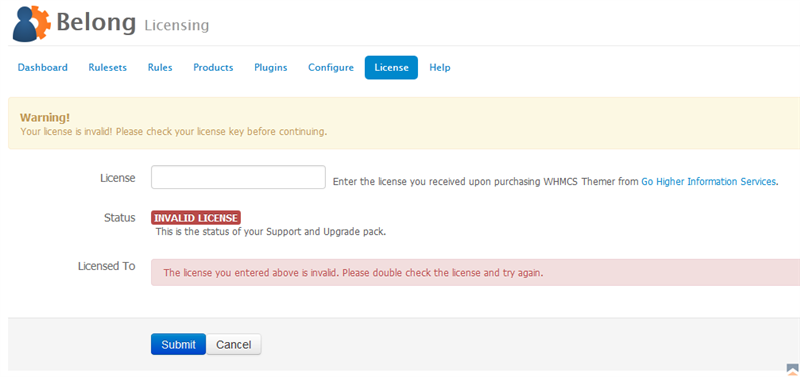 Belong Licensing
Dashboard Rulesets Rules Products Plugins Configure License Help
Warning!
Your license is invalid! Please check your license key before continuing.
License
Enter the license you received upon purchasing WHMCS Themer from Go Higher Information Services.
Status INVALID LICENSE
This is the status of your Support and Upgrade pack.
Licensed To
The license you entered above is invalid. Please double check the license and try again.
Submit Cancel